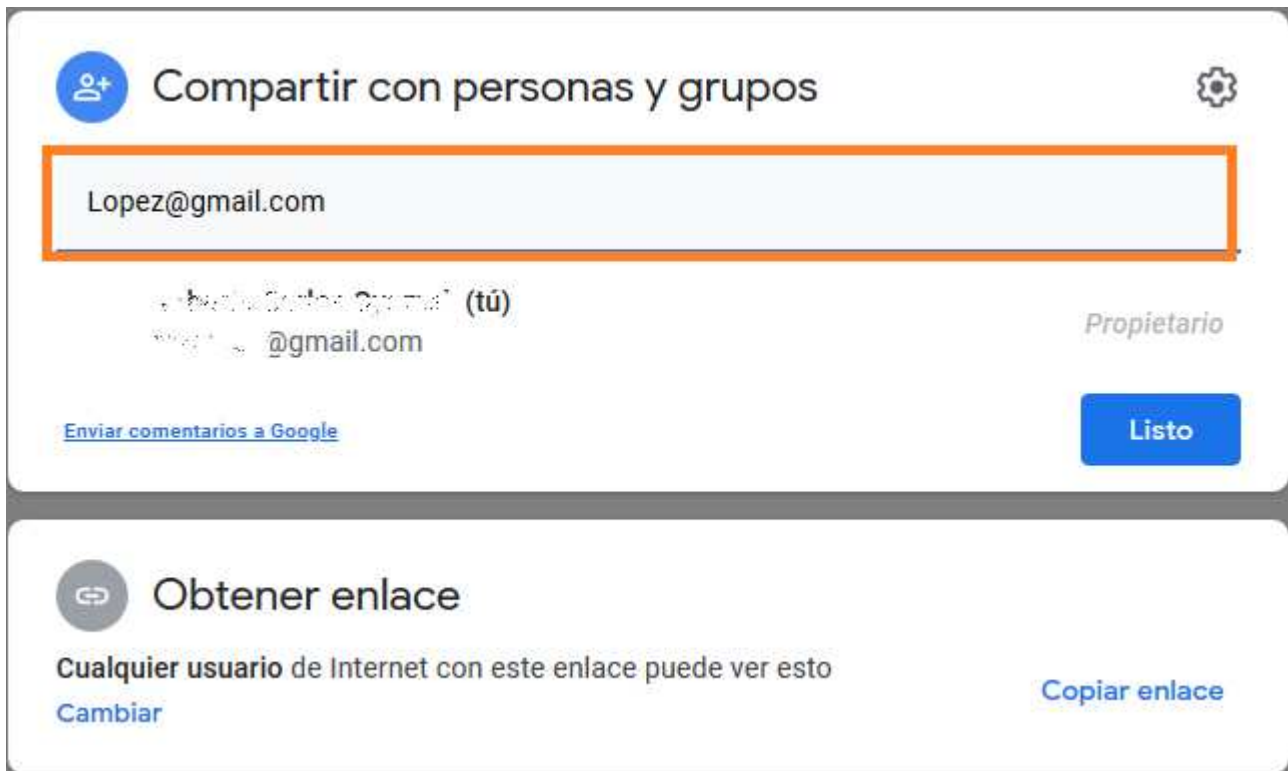 Compartir con personas y grupos
Lopez@gmail.com
(tú)
@gmail.com
Propietario
Enviar comentarios a Google
Listo
Obtener enlace
Cualquier usuario de Internet con este enlace puede ver esto
Cambiar
Copiar enlace